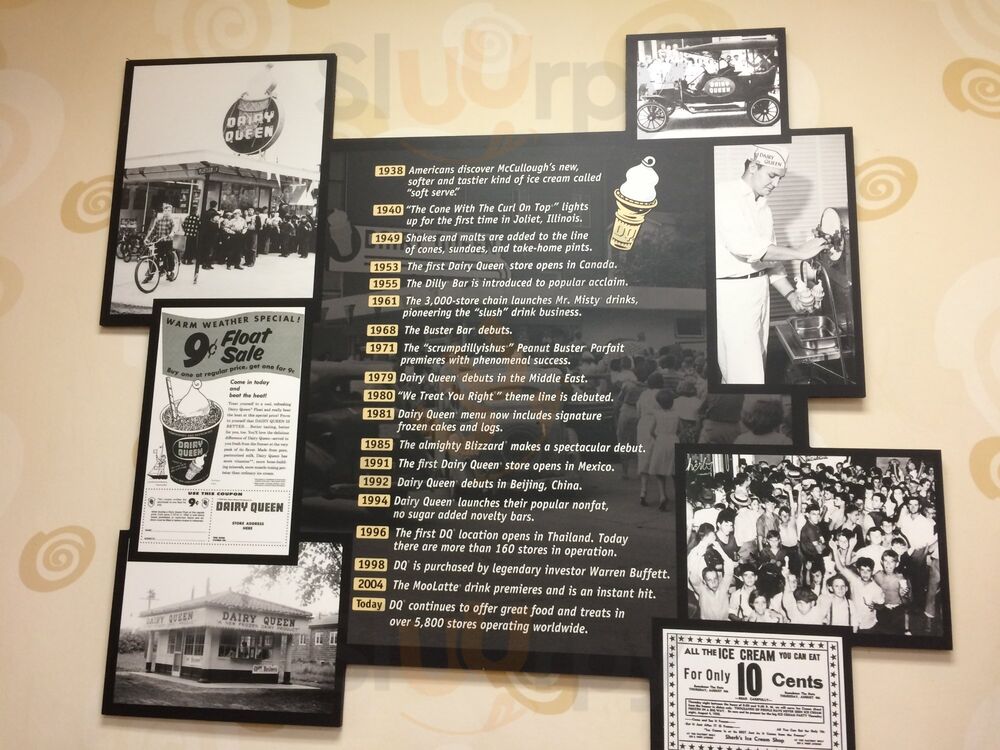 Slurpy
DAIRY
QUEEN
DAIRY
QUEEN
DAIRY
QUEEN
1938 Americans discover McCullough's new,
softer and tastier kind of ice cream called
"soft serve."
1940 "The Cone With The Curl On Top" lights
up for the first time in Joliet, Illinois.
1949 Shakes and malts are added to the line
of cones, sundaes, and take-home pints.
1953 The first Dairy Queen store opens in Canada.
1955 The Dilly Bar is introduced to popular acclaim.
1961 The 3,000-store chain launches Mr. Misty drinks,
pioneering the "slush" drink business.
1968 The Buster Bar debuts.
1971 The "scrumpdillyishus" Peanut Buster Parfait
premieres with phenomenal success.
1979 Dairy Queen debuts in the Middle East.
1980 "We Treat You Right" theme line is debuted.
1981 Dairy Queen menu now includes signature
frozen cakes and logs.
1985 The almighty Blizzard makes a spectacular debut.
1991 The first Dairy Queen store opens in Mexico.
1992 Dairy Queen debuts in Beijing, China.
1994 Dairy Queen launches their popular nonfat,
no sugar added novelty bars.
1996 The first DQ location opens in Thailand. Today
there are more than 160 stores in operation.
1998 DQ is purchased by legendary investor Warren Buffett.
2004 The MooLatte drink premieres and is an instant hit.
Today DQ continues to offer great food and treats in
over 5,800 stores operating worldwide.
WARM WEATHER SPECIAL!
9¢ Float
Sale
Buy one at regular price, get one for 9¢
Come in today
and
beat the heat!
DAIRY
QUEEN
USE THIS COUPON
9¢
DAIRY QUEEN
STORE ADDRESS
HERE
DAIRY QUEEN DAIRY QUEEN
ALL THE ICE CREAM YOU CAN EAT
For Only 10 Cents
Sherb's Ice Cream Shop
Slurpy